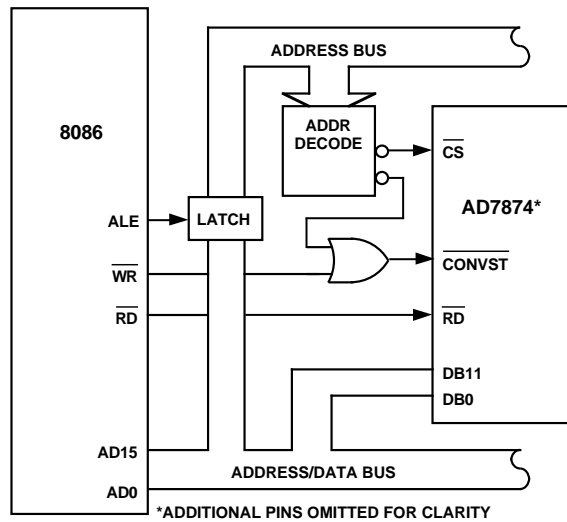 ADDRESS BUS
8086
ADDR
DECODE
CS
AD7874*
ALE
LATCH
WR
CONVST
RD
RD
DB11
DB0
AD15
ADDRESS/DATA BUS
AD0
*ADDITIONAL PINS OMITTED FOR CLARITY